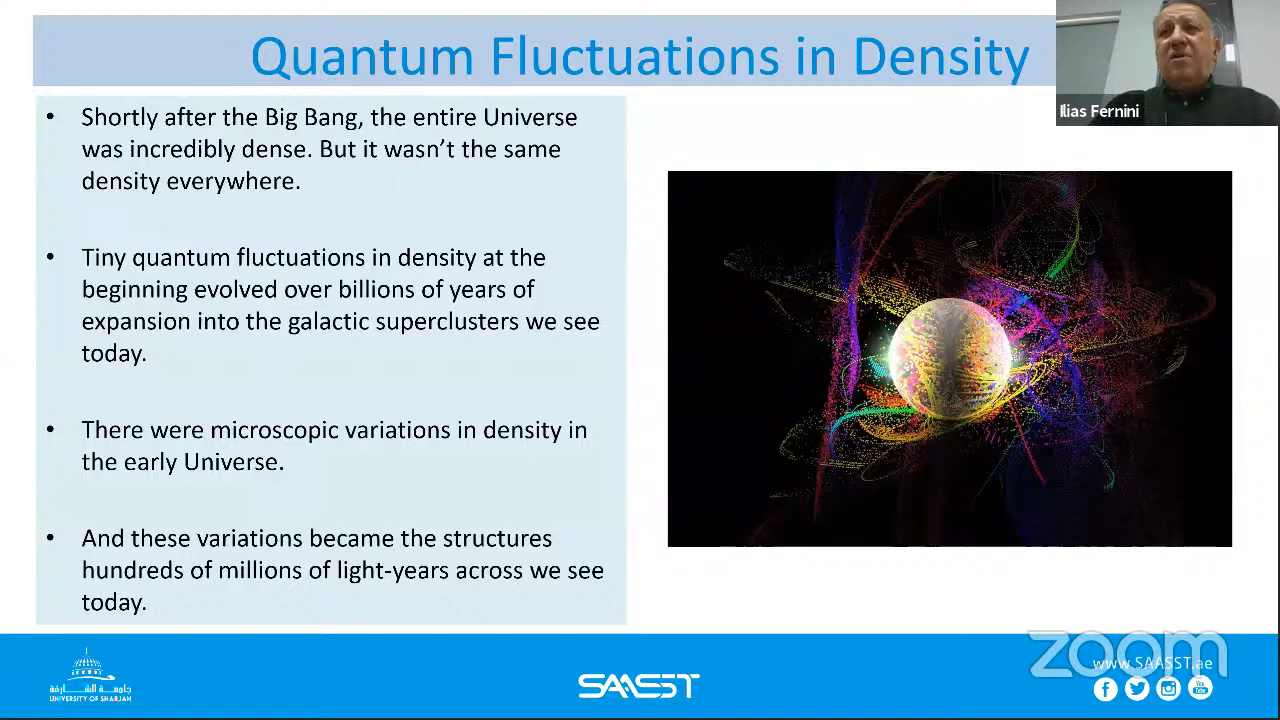 Quantum Fluctuations in Density
Ilias Fernini
• Shortly after the Big Bang, the entire Universe
was incredibly dense. But it wasn’t the same
density everywhere.
• Tiny quantum fluctuations in density at the
beginning evolved over billions of years of
expansion into the galactic superclusters we see
today.
• There were microscopic variations in density in
the early Universe.
• And these variations became the structures
hundreds of millions of light-years across we see
today.
جامعة الشارقة
UNIVERSITY OF SHARJAH
SAASST
zoom
www.SAASST.ae
You
Tube